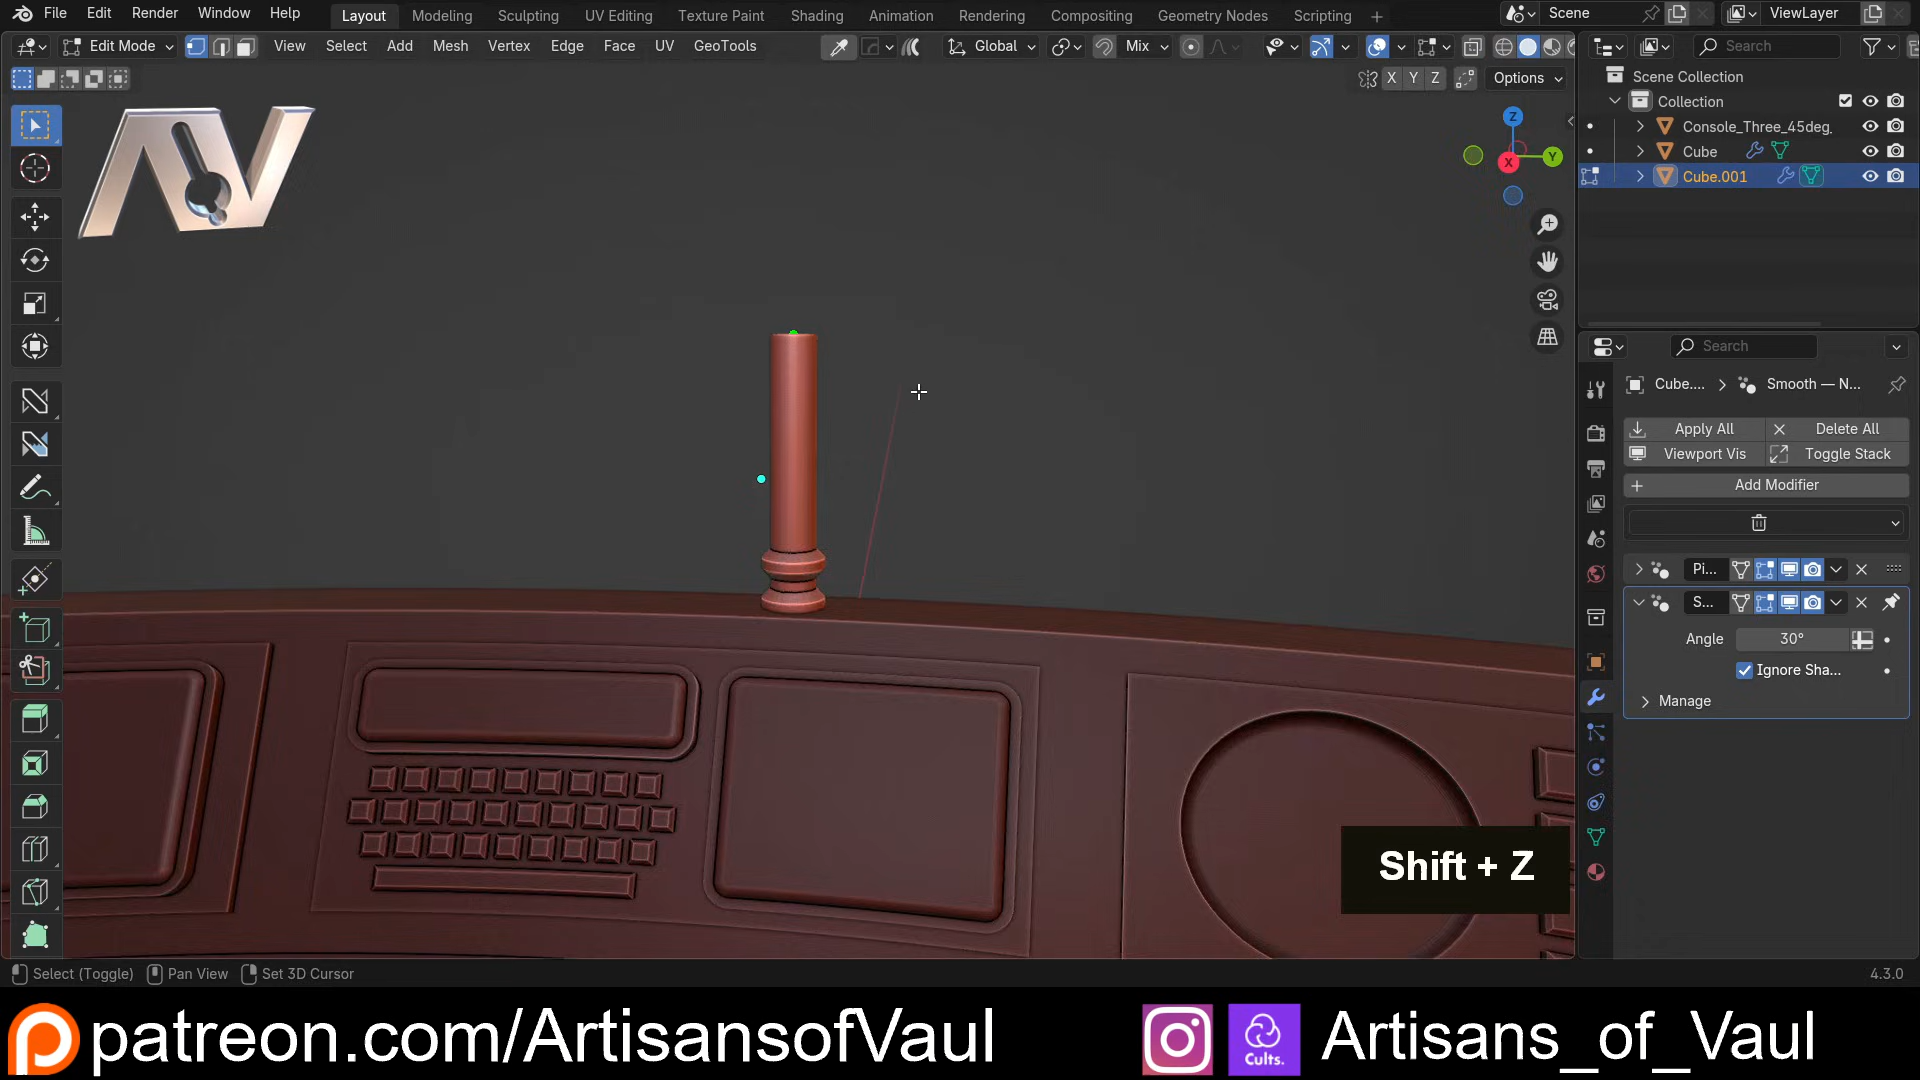 File Edit Render Window Help Layout Modeling Sculpting UV Editing Texture Paint Shading Animation Rendering Compositing Geometry Nodes Scripting + Scene ViewLayer
Edit Mode View Select Add Mesh Vertex Edge Face UV GeoTools Global Mix Search
X Y Z Options
Scene Collection
Collection
Console_Three_45deg.
Cube
Cube.001
Z
Y
X
Search
Cube.... Smooth — N...
Apply All Delete All
Viewport Vis Toggle Stack
Add Modifier
Pi...
S...
Angle 30°
Ignore Sha...
Manage
Shift + Z
Select (Toggle) Pan View Set 3D Cursor 4.3.0
patreon.com/ArtisansofVaul Cults. Artisans_of_Vaul